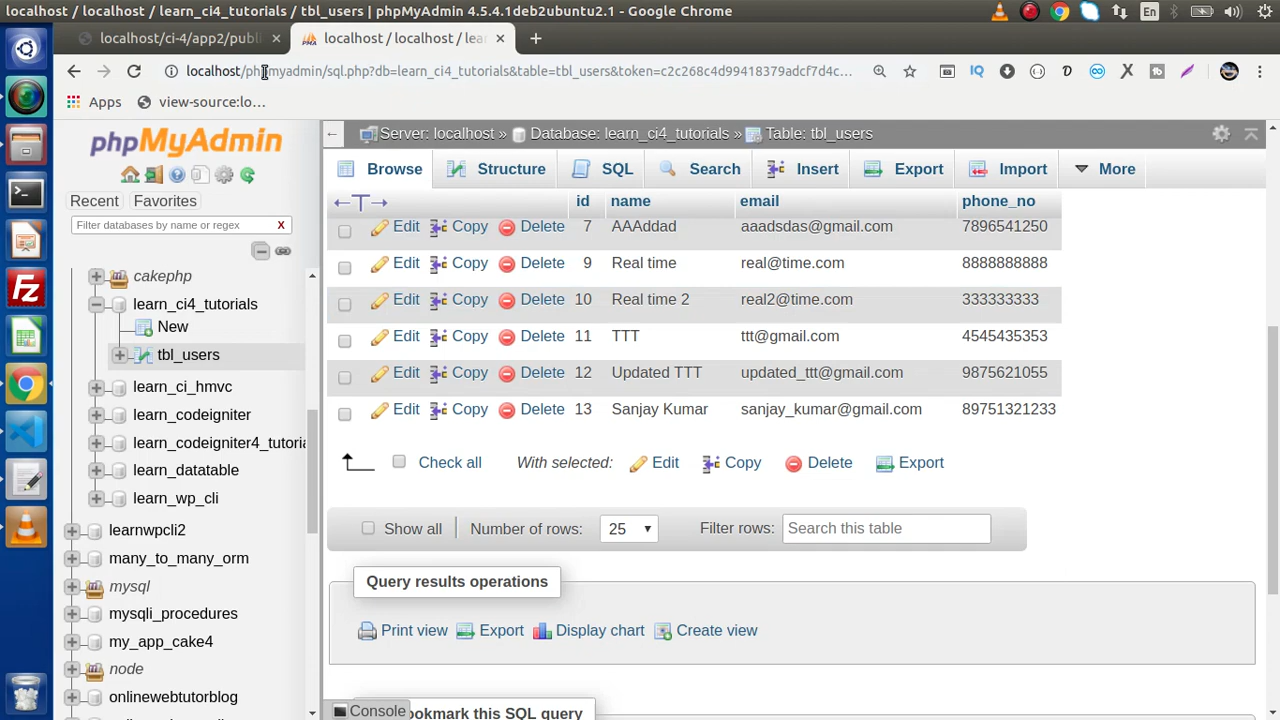 localhost / localhost / learn_ci4_tutorials / tbl_users | phpMyAdmin 4.5.4.1deb2ubuntu2.1 - Google Chrome
En
localhost/ci-4/app2/publi
localhost / localhost / lea
localhost/phpmyadmin/sql.php?db=learn_ci4_tutorials&table=tbl_users&token=c2c268c4d99418379adcf7d4c...
IQ
Apps
view-source:lo...
phpMyAdmin
Recent
Favorites
Filter databases by name or regex
X
cakephp
learn_ci4_tutorials
New
tbl_users
learn_ci_hmvc
learn_codeigniter
learn_codeigniter4_tutoria
learn_datatable
learn_wp_cli
learnwpcli2
many_to_many_orm
mysql
mysqli_procedures
my_app_cake4
node
onlinewebtutorblog
Server: localhost » Database: learn_ci4_tutorials » Table: tbl_users
Browse Structure SQL Search Insert Export Import More
←T→ id name email phone_no
Edit Copy Delete 7 AAAddad aaadsdas@gmail.com 7896541250
Edit Copy Delete 9 Real time real@time.com 8888888888
Edit Copy Delete 10 Real time 2 real2@time.com 333333333
Edit Copy Delete 11 TTT ttt@gmail.com 4545435353
Edit Copy Delete 12 Updated TTT updated_ttt@gmail.com 9875621055
Edit Copy Delete 13 Sanjay Kumar sanjay_kumar@gmail.com 89751321233
Check all With selected: Edit Copy Delete Export
Show all Number of rows: 25 Filter rows: Search this table
Query results operations
Print view Export Display chart Create view
Console
ookmark this SQL query